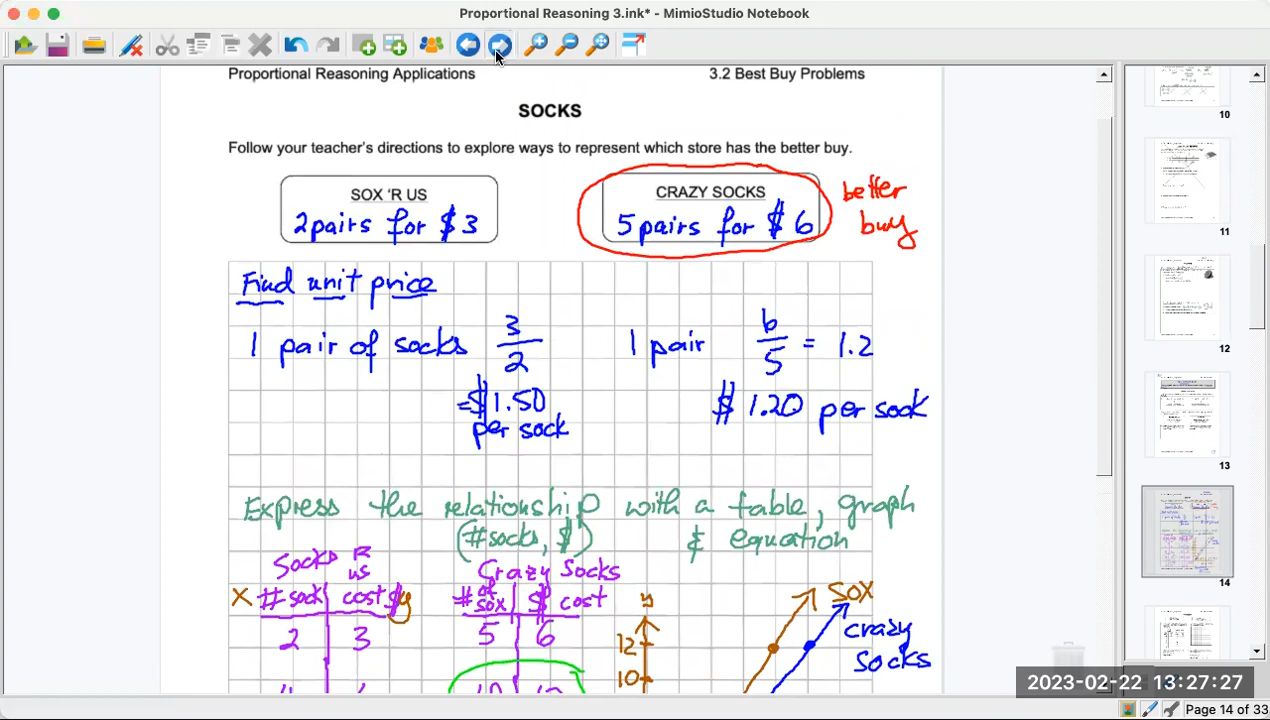 Proportional Reasoning 3.ink* - MimioStudio Notebook
Proportional Reasoning Applications 3.2 Best Buy Problems
SOCKS
Follow your teacher's directions to explore ways to represent which store has the better buy.
SOX 'R US
2 pairs for $3
CRAZY SOCKS
5 pairs for $6
better
buy
Find unit price
1 pair of socks 3/2
= $1.50
per sock
1 pair 6/5 = 1.2
$1.20 per sock
Express the relationship with a table, graph
(#socks, $) & equation
Socks R
us
X # sock cost $ y
2 3
Crazy Socks
# of sox $ cost
5 6
y
12
10
SOX
crazy
socks
10
11
12
13
14
2023-02-22 13:27:27
Page 14 of 33